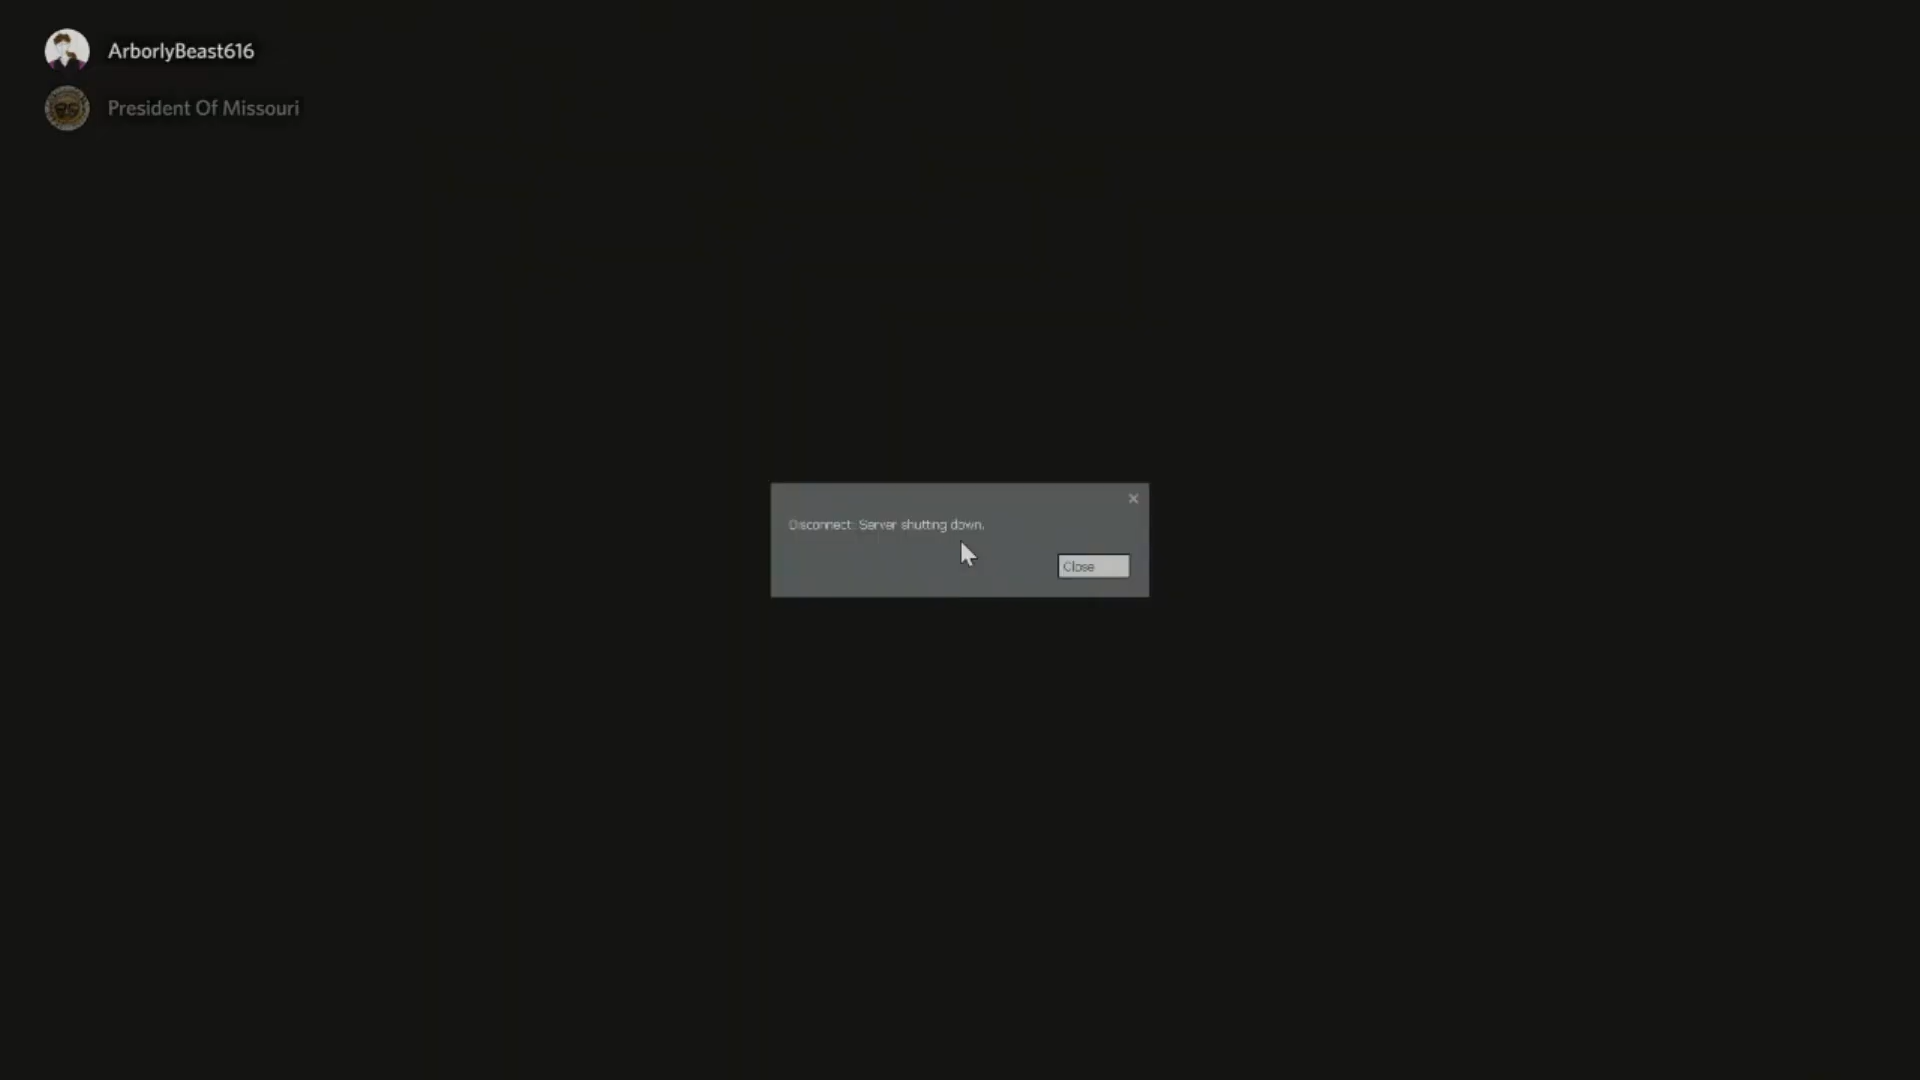 ArborlyBeast616
President Of Missouri
Disconnect: Server shutting down.
Close